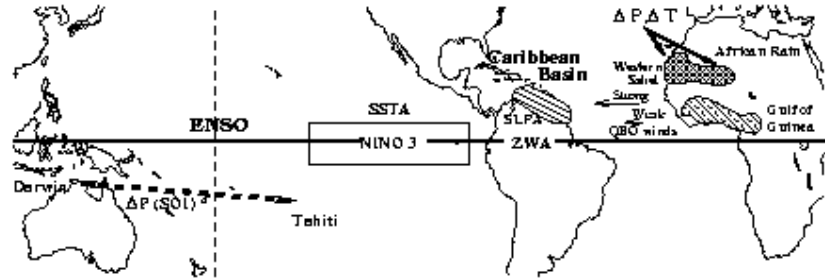 ΔPΔT
African Rain
Caribbean
Basin
Western
Sahel
Strong
SSTA
SLPA
Gulf of
Guinea
Weak
QBO winds
ENSO
NINO 3
ZWA
Darwin
ΔP (SOI)
Tahiti